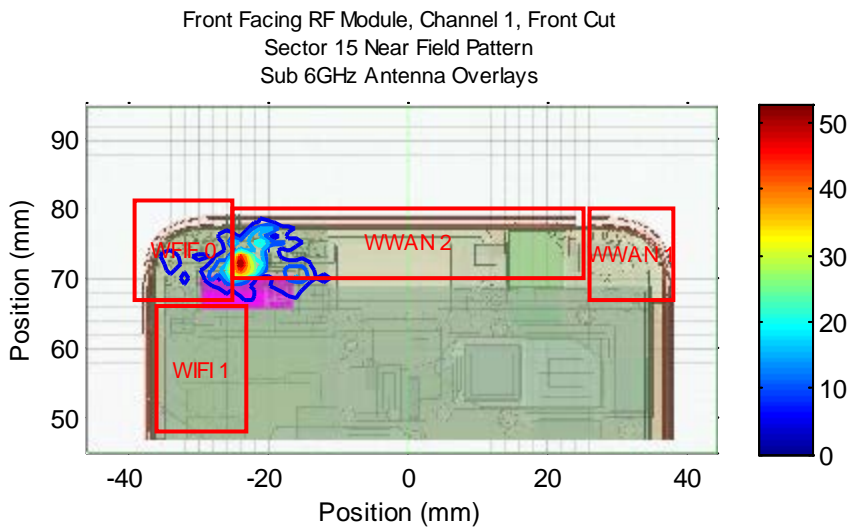 Front Facing RF Module, Channel 1, Front Cut
Sector 15 Near Field Pattern
Sub 6GHz Antenna Overlays
Position (mm)
90
80
70
60
50
WIFI 0
WWAN 2
WWAN 1
WIFI 1
-40
-20
0
20
40
Position (mm)
50
40
30
20
10
0